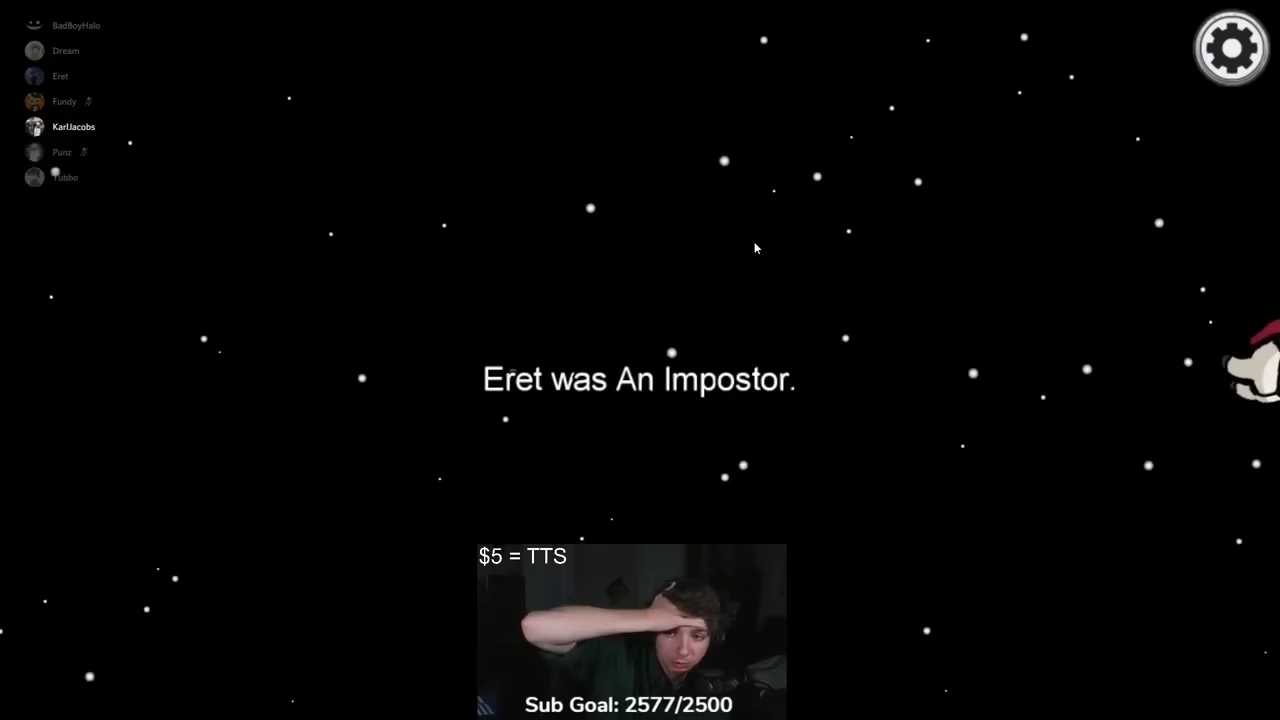 BadBoyHalo
Dream
Eret
Fundy
KarlJacobs
Punz
Tubbo
Eret was An Impostor.
$5 = TTS
Sub Goal: 2577/2500